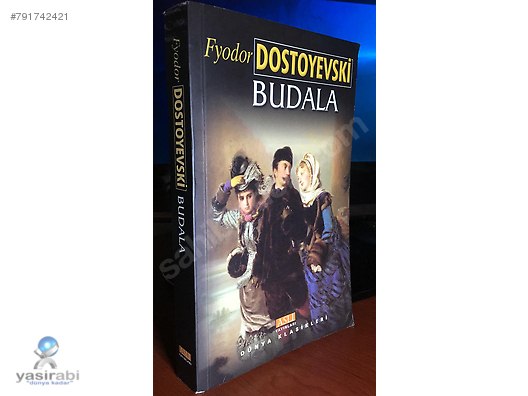 #791742421
Fyodor
DOSTOYEVSKİ
BUDALA
Fyodor DOSTOYEVSKİ BUDALA
DÜNYA KLASİKLERİ
yasirabi
"dünya kadar"